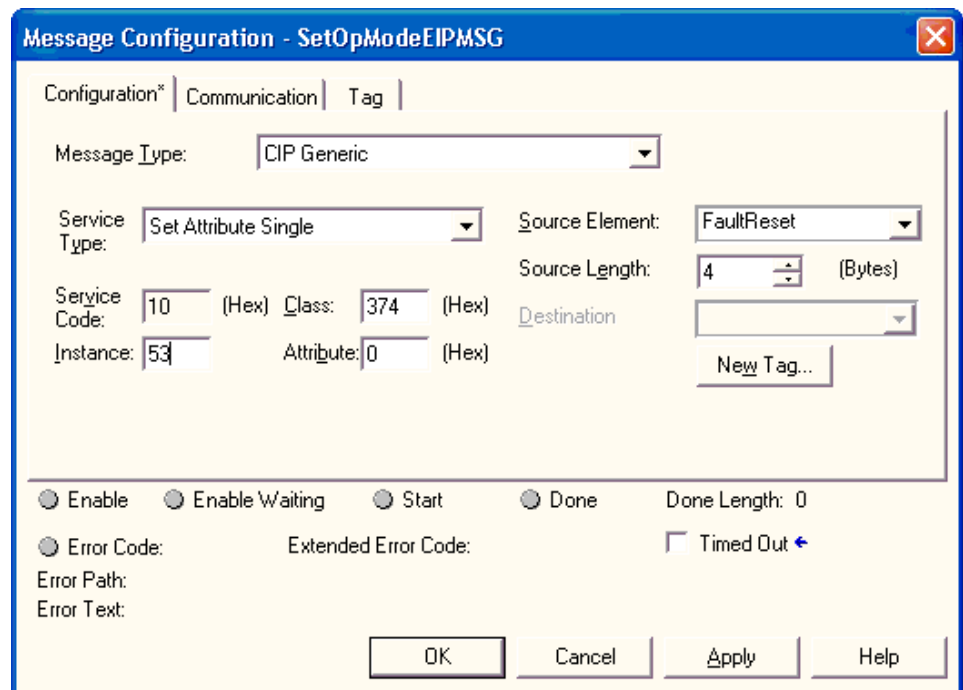 Message Configuration - SetOpModeEIPMSG
Configuration* Communication Tag
Message Type: CIP Generic
Service Type: Set Attribute Single
Source Element: FaultReset
Source Length: 4 (Bytes)
Service Code: 10 (Hex) Class: 374 (Hex)
Destination
Instance: 53 Attribute: 0 (Hex)
New Tag...
Enable Enable Waiting Start Done Done Length: 0
Error Code: Extended Error Code: Timed Out
Error Path:
Error Text:
OK Cancel Apply Help